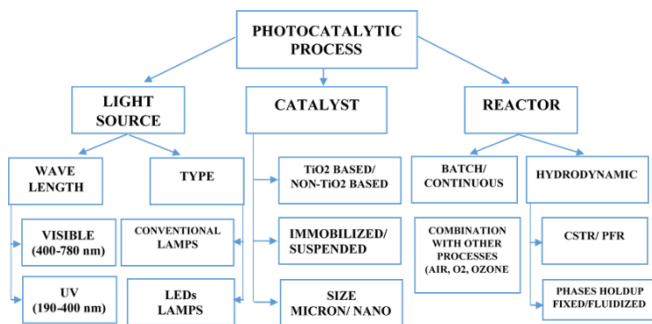 PHOTOCATALYTIC
PROCESS
LIGHT
SOURCE
CATALYST
REACTOR
WAVE
LENGTH
TYPE
TiO2 BASED/
NON-TiO2 BASED
BATCH/
CONTINUOUS
HYDRODYNAMIC
VISIBLE
(400-780 nm)
CONVENTIONAL
LAMPS
IMMOBILIZED/
SUSPENDED
COMBINATION
WITH OTHER
PROCESSES
(AIR, O2, OZONE
CSTR/ PFR
UV
(190-400 nm)
LEDs
LAMPS
SIZE
MICRON/ NANO
PHASES HOLDUP
FIXED/FLUIDIZED